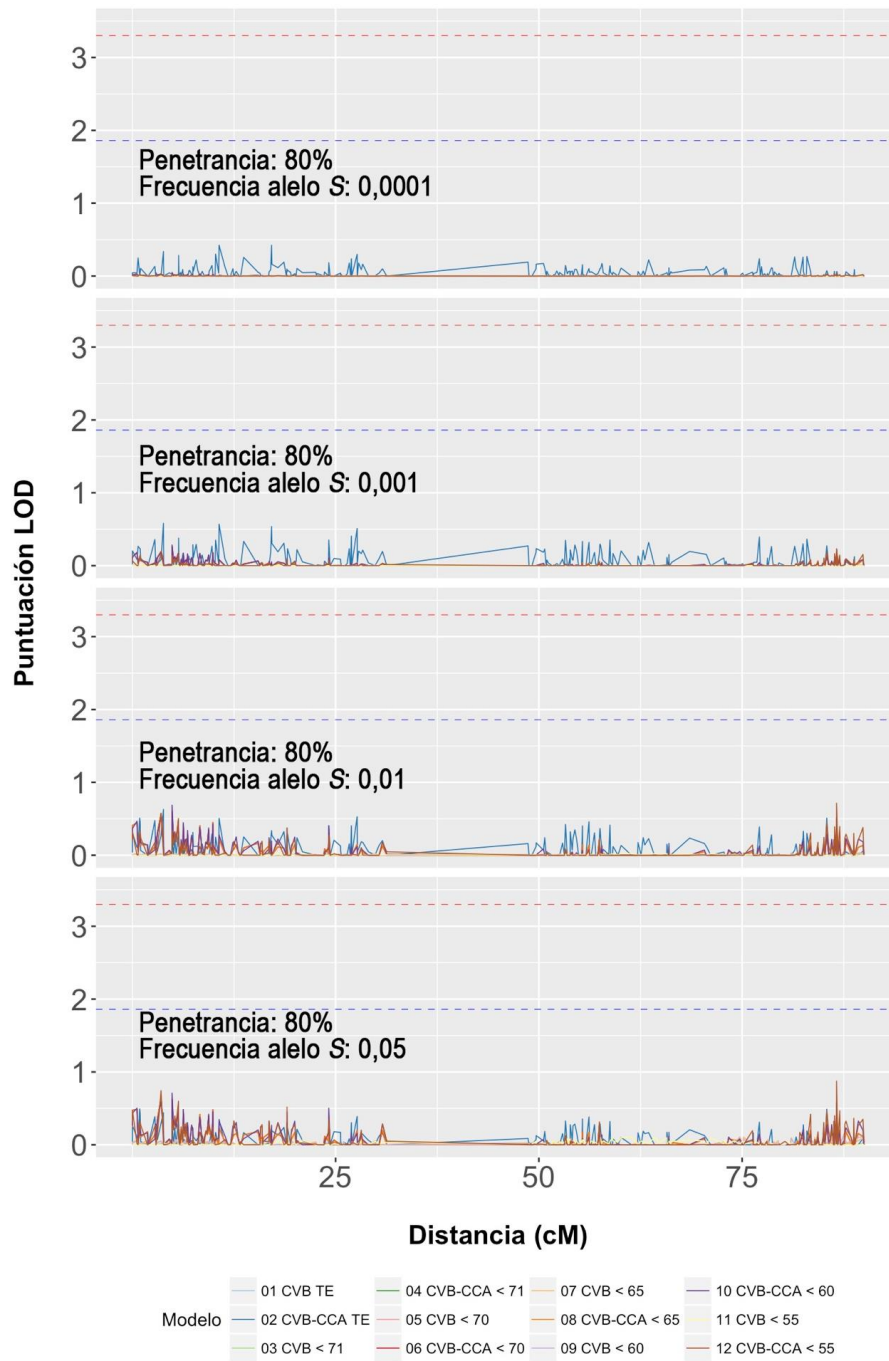 Puntuación LOD
3
2
Penetrancia: 80%
Frecuencia alelo S: 0,0001
1
0
3
2
Penetrancia: 80%
Frecuencia alelo S: 0,001
1
0
3
2
Penetrancia: 80%
Frecuencia alelo S: 0,01
1
0
3
2
Penetrancia: 80%
Frecuencia alelo S: 0,05
1
0
25 50 75
Distancia (cM)
Modelo
01 CVB TE
02 CVB-CCA TE
03 CVB < 71
04 CVB-CCA < 71
05 CVB < 70
06 CVB-CCA < 70
07 CVB < 65
08 CVB-CCA < 65
09 CVB < 60
10 CVB-CCA < 60
11 CVB < 55
12 CVB-CCA < 55